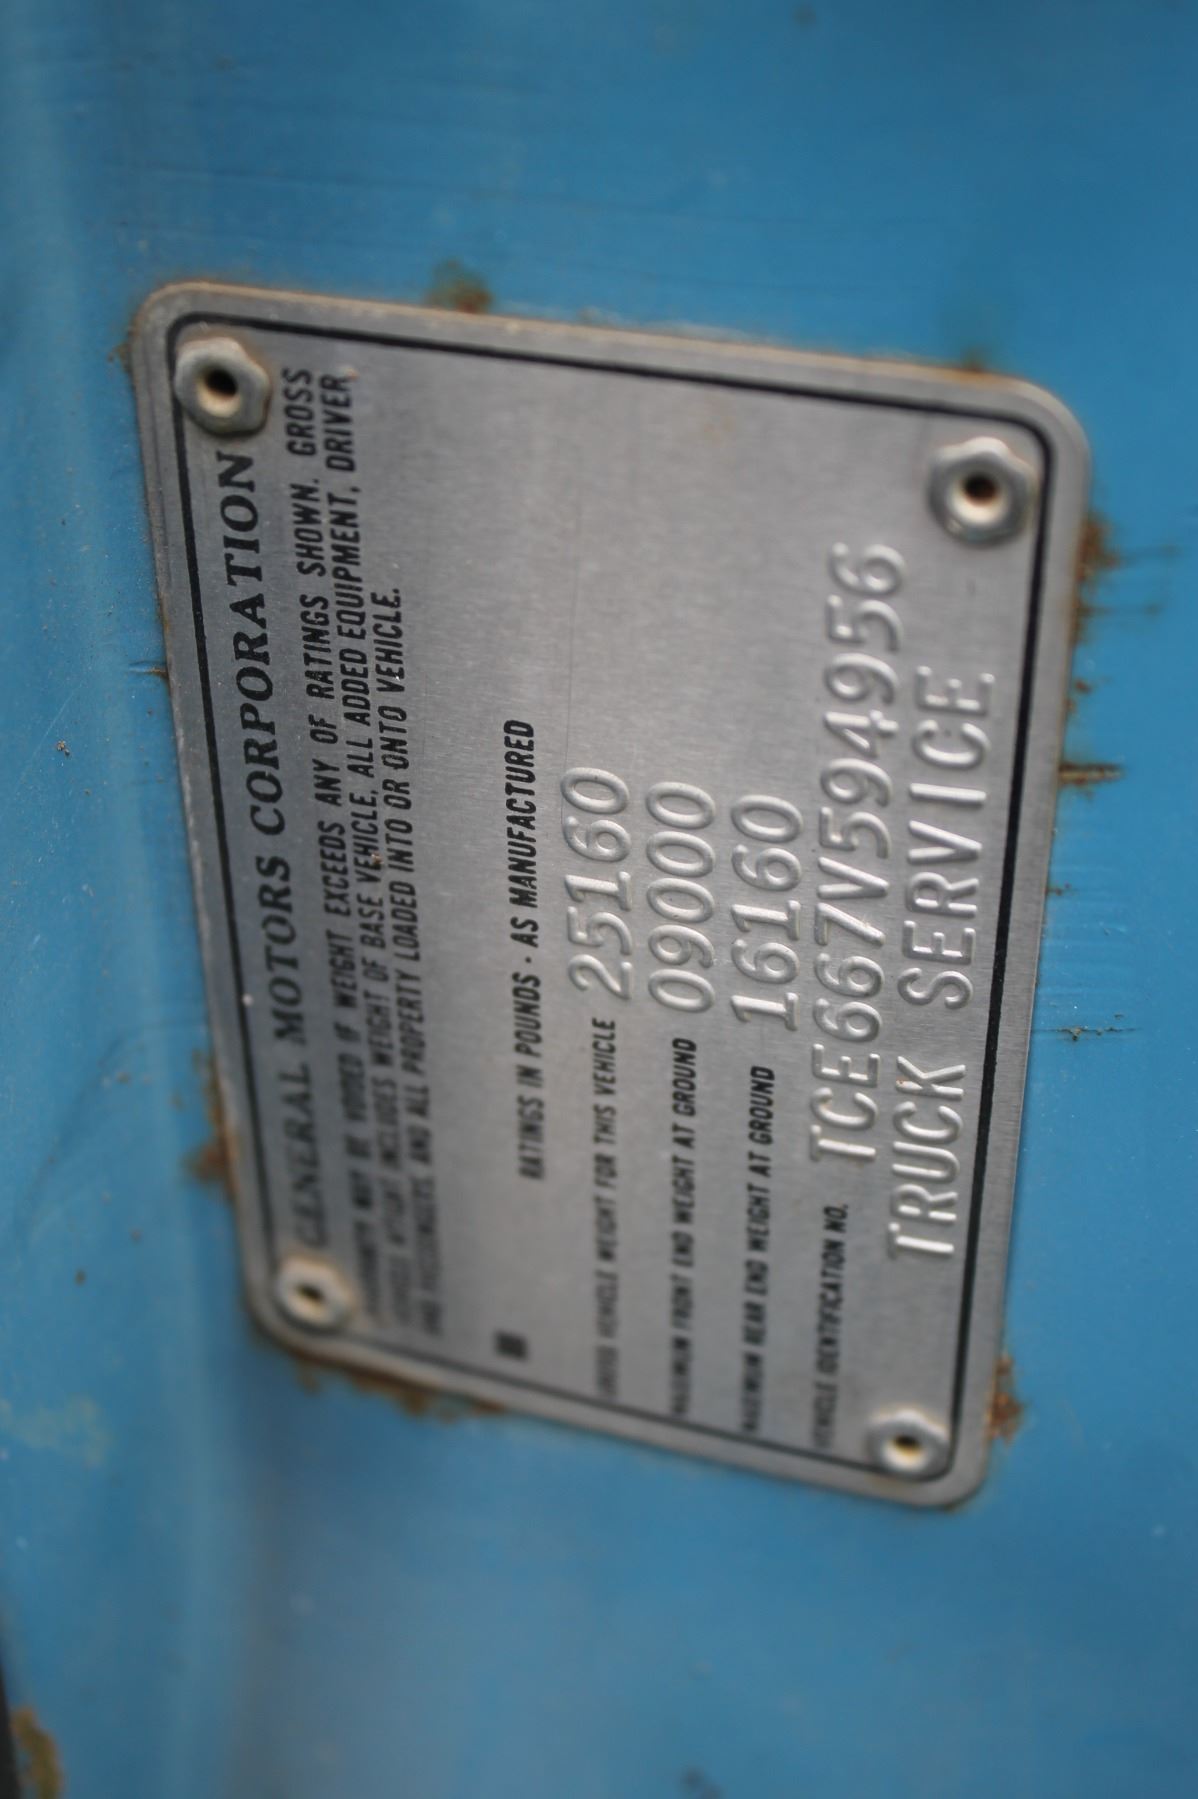 GENERAL MOTORS CORPORATION
WARRANTY MAY BE VOIDED IF WEIGHT EXCEEDS ANY OF RATINGS SHOWN. GROSS
VEHICLE WEIGHT INCLUDES WEIGHT OF BASE VEHICLE, ALL ADDED EQUIPMENT, DRIVER,
AND PASSENGERS, AND ALL PROPERTY LOADED INTO OR ONTO VEHICLE.
RATINGS IN POUNDS - AS MANUFACTURED
GROSS VEHICLE WEIGHT FOR THIS VEHICLE 25160
MAXIMUM FRONT END WEIGHT AT GROUND 09000
MAXIMUM REAR END WEIGHT AT GROUND 16160
VEHICLE IDENTIFICATION NO. TCE667V594956
TRUCK SERVICE